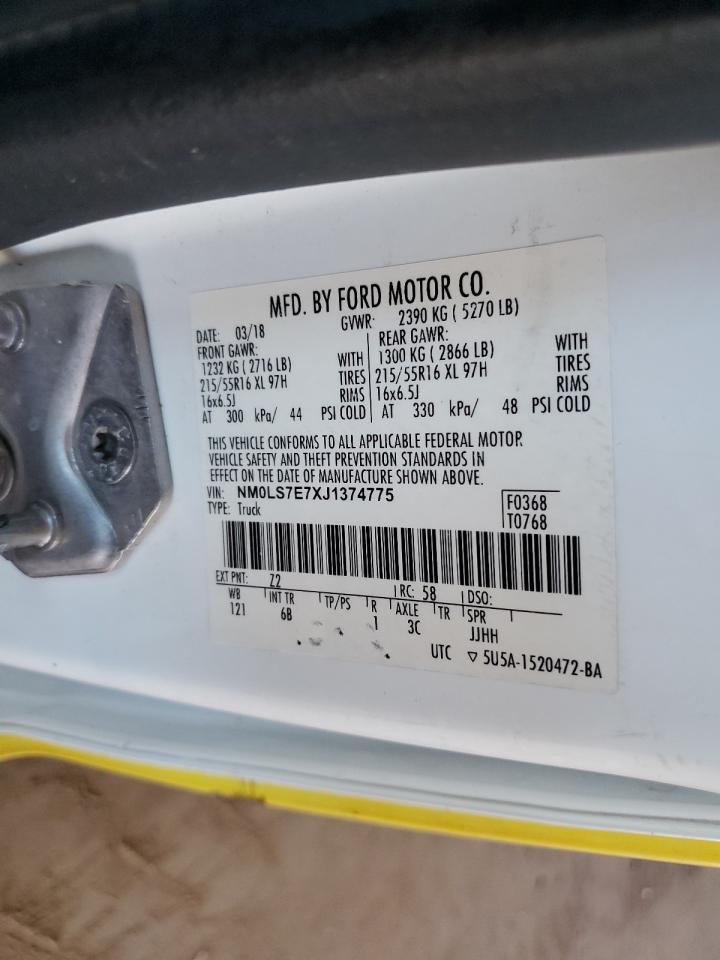 MFD. BY FORD MOTOR CO.
DATE: 03/18 GVWR: 2390 KG ( 5270 LB)
FRONT GAWR: REAR GAWR:
1232 KG ( 2716 LB) WITH 1300 KG ( 2866 LB) WITH
215/55R16 XL 97H TIRES 215/55R16 XL 97H TIRES
16x6.5J RIMS 16x6.5J RIMS
AT 300 kPa/ 44 PSI COLD AT 330 kPa/ 48 PSI COLD
THIS VEHICLE CONFORMS TO ALL APPLICABLE FEDERAL MOTOR
VEHICLE SAFETY AND THEFT PREVENTION STANDARDS IN
EFFECT ON THE DATE OF MANUFACTURE SHOWN ABOVE.
VIN: NM0LS7E7XJ1374775 F0368
TYPE: Truck T0768
EXT PNT: Z2 RC: 58 DSO:
WB INT TR TP/PS R AXLE TR SPR
121 6B 1 3C JJHH
UTC ▽ 5U5A-1520472-BA